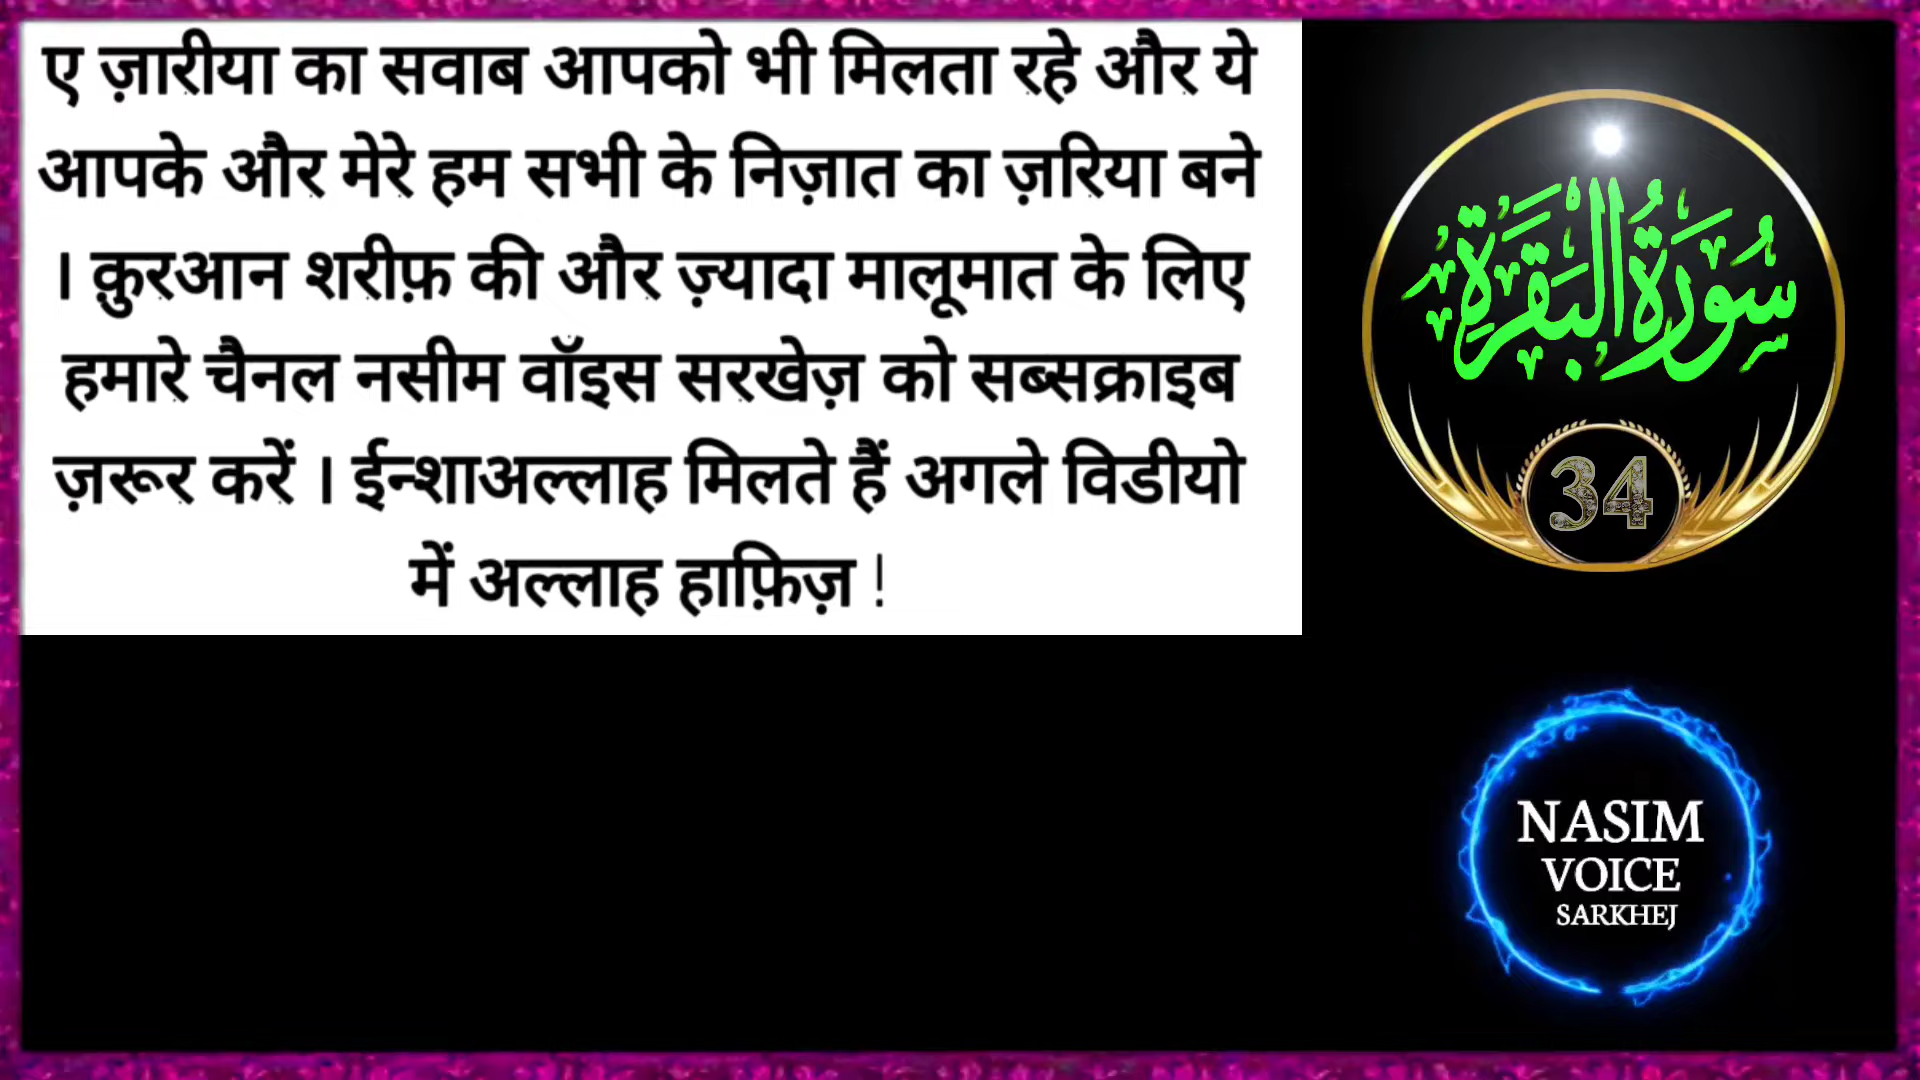 ए ज़ारीया का सवाब आपको भी मिलता रहे और ये
आपके और मेरे हम सभी के निज़ात का ज़रिया बने
। क़ुरआन शरीफ़ की और ज़्यादा मालूमात के लिए
हमारे चैनल नसीम वॉइस सरखेज़ को सब्सक्राइब
ज़रूर करें । ईन्शाअल्लाह मिलते हैं अगले विडीयो
में अल्लाह हाफ़िज़ !
سُورَةُ الْبَقَرَةِ
34
NASIM
VOICE
SARKHEJ